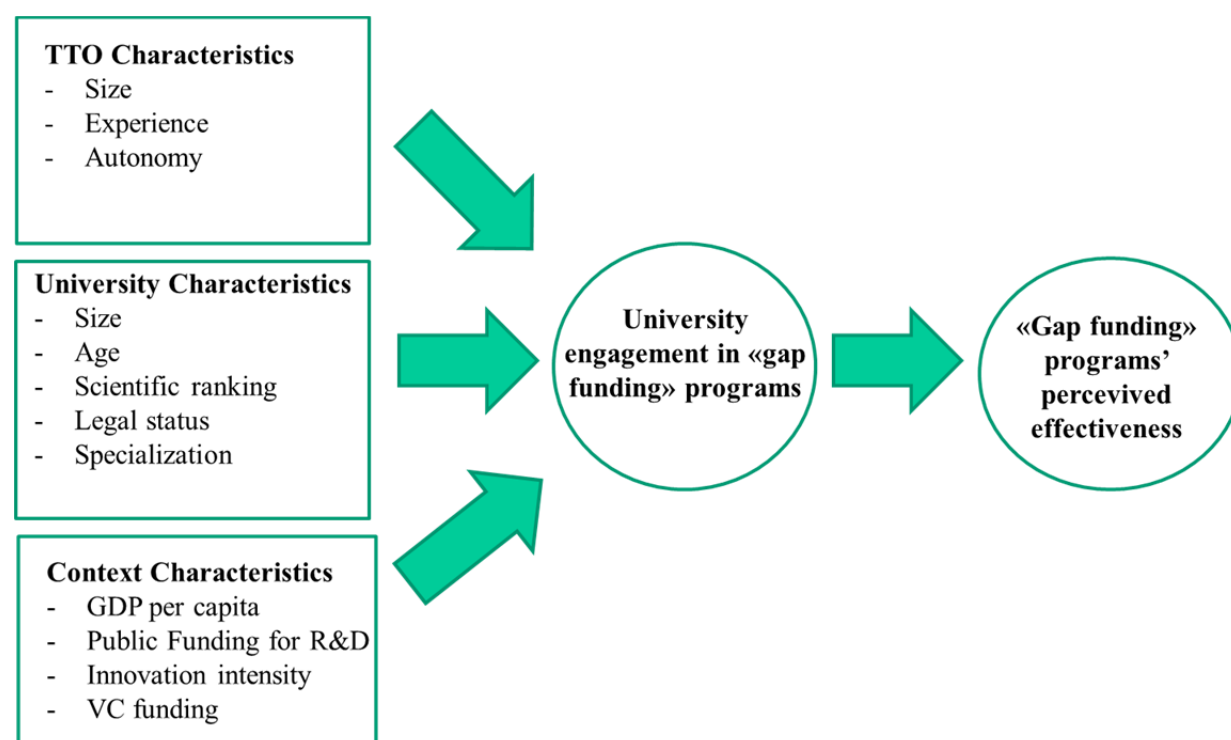 TTO Characteristics
- Size
- Experience
- Autonomy
University Characteristics
- Size
- Age
- Scientific ranking
- Legal status
- Specialization
Context Characteristics
- GDP per capita
- Public Funding for R&D
- Innovation intensity
- VC funding
University
engagement in «gap
funding» programs
«Gap funding»
programs’
percevived
effectiveness